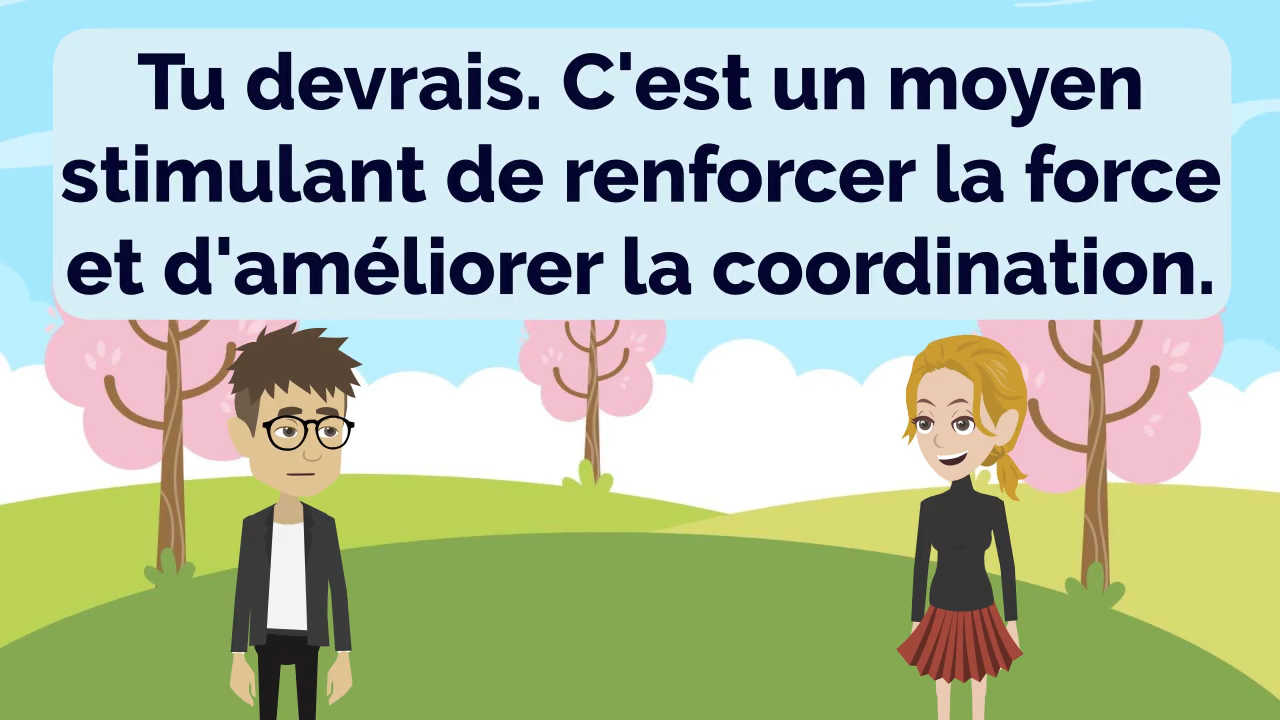 Tu devrais. C'est un moyen
stimulant de renforcer la force
et d'améliorer la coordination.